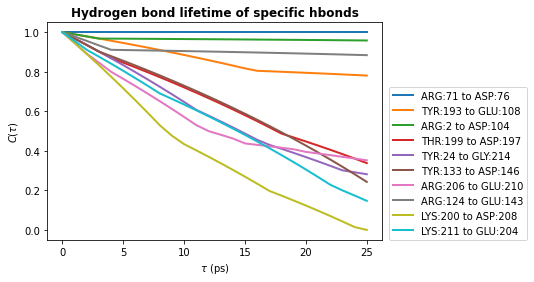 Hydrogen bond lifetime of specific hbonds
1.0
0.8
0.6
0.4
0.2
0.0
C(τ)
0
5
10
15
20
25
τ (ps)
ARG:71 to ASP:76
TYR:193 to GLU:108
ARG:2 to ASP:104
THR:199 to ASP:197
TYR:24 to GLY:214
TYR:133 to ASP:146
ARG:206 to GLU:210
ARG:124 to GLU:143
LYS:200 to ASP:208
LYS:211 to GLU:204